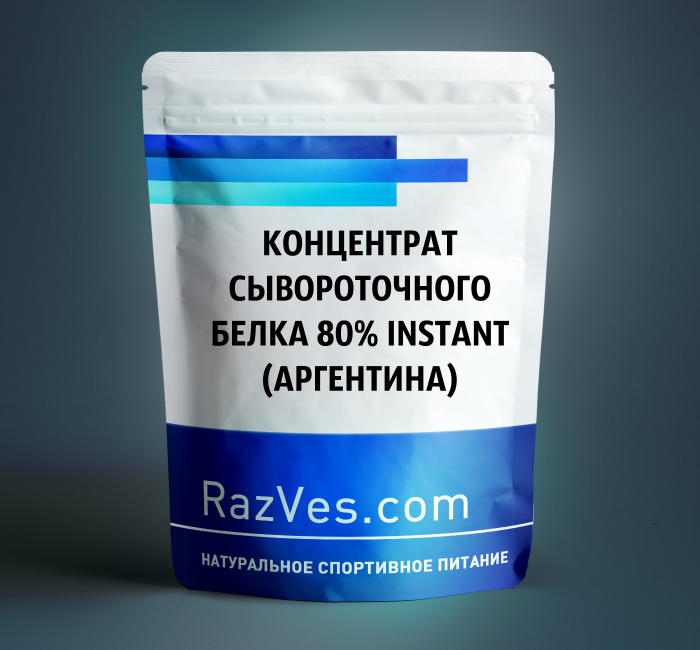 КОНЦЕНТРАТ
СЫВОРОТОЧНОГО
БЕЛКА 80% INSTANT
(АРГЕНТИНА)
RazVes.com
НАТУРАЛЬНОЕ СПОРТИВНОЕ ПИТАНИЕ